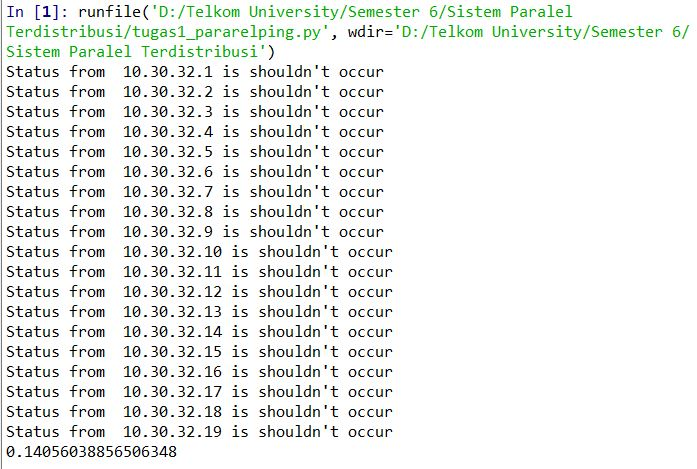 In [1]: runfile('D:/Telkom University/Semester 6/Sistem Paralel
Terdistribusi/tugas1_pararelping.py', wdir='D:/Telkom University/Semester 6/
Sistem Paralel Terdistribusi')
Status from  10.30.32.1 is shouldn't occur
Status from  10.30.32.2 is shouldn't occur
Status from  10.30.32.3 is shouldn't occur
Status from  10.30.32.4 is shouldn't occur
Status from  10.30.32.5 is shouldn't occur
Status from  10.30.32.6 is shouldn't occur
Status from  10.30.32.7 is shouldn't occur
Status from  10.30.32.8 is shouldn't occur
Status from  10.30.32.9 is shouldn't occur
Status from  10.30.32.10 is shouldn't occur
Status from  10.30.32.11 is shouldn't occur
Status from  10.30.32.12 is shouldn't occur
Status from  10.30.32.13 is shouldn't occur
Status from  10.30.32.14 is shouldn't occur
Status from  10.30.32.15 is shouldn't occur
Status from  10.30.32.16 is shouldn't occur
Status from  10.30.32.17 is shouldn't occur
Status from  10.30.32.18 is shouldn't occur
Status from  10.30.32.19 is shouldn't occur
0.14056038856506348